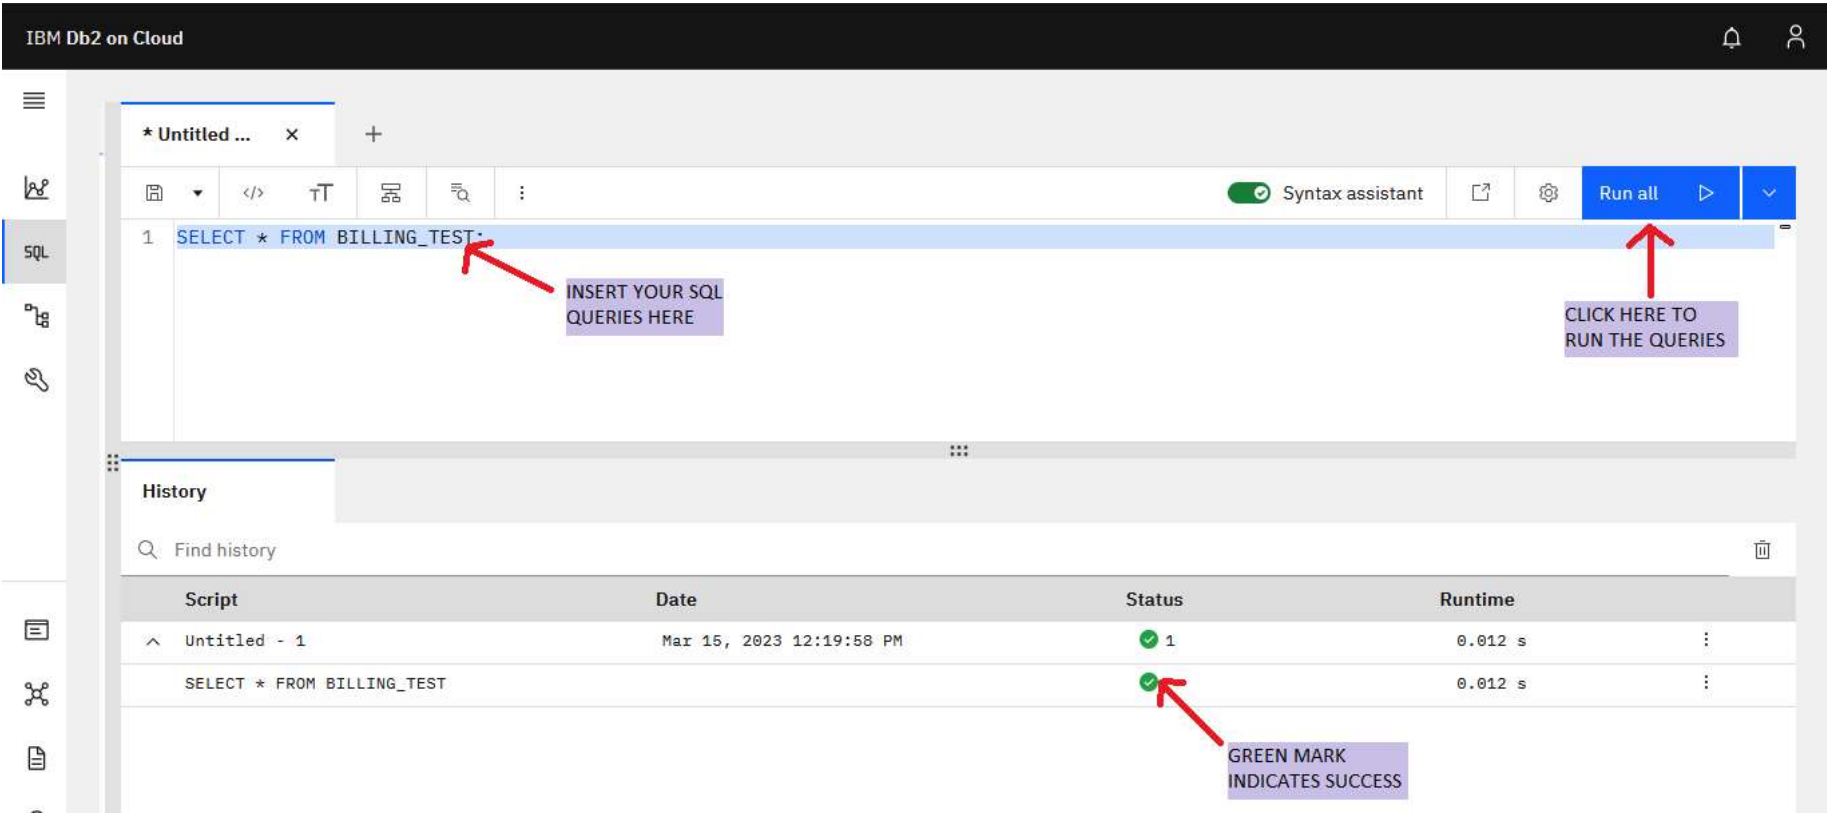 IBM Db2 on Cloud
* Untitled ...
Run all
Syntax assistant
SQL
1 SELECT * FROM BILLING_TEST;
INSERT YOUR SQL
QUERIES HERE
CLICK HERE TO
RUN THE QUERIES
History
Find history
Script Date Status Runtime
Untitled - 1 Mar 15, 2023 12:19:58 PM 1 0.012 s
SELECT * FROM BILLING_TEST 0.012 s
GREEN MARK
INDICATES SUCCESS